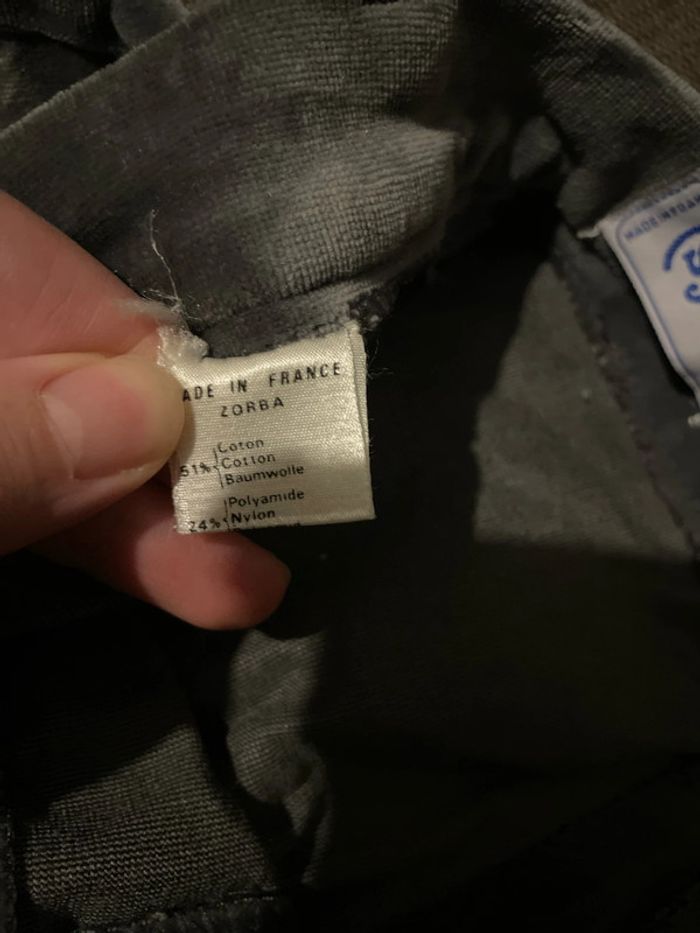 ADE IN FRANCE
ZORBA
51% Coton
Cotton
Baumwolle
24% Polyamide
Nylon